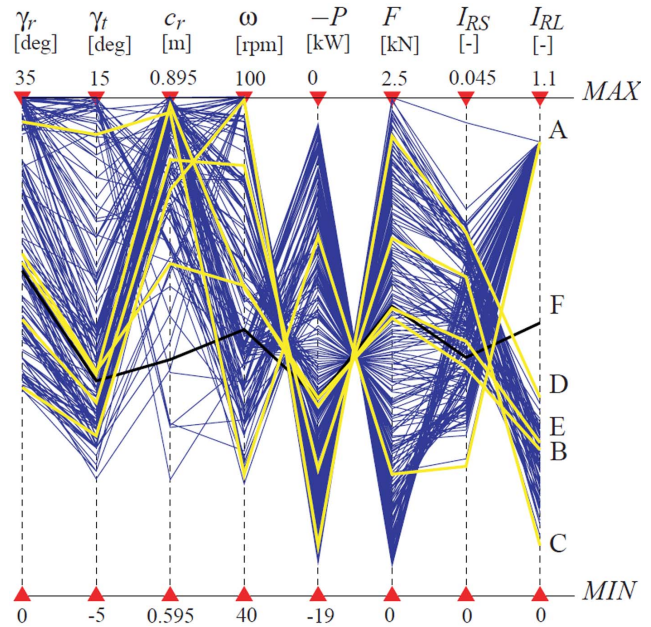 γr γt cr ω −P F IRS IRL
[deg] [deg] [m] [rpm] [kW] [kN] [-] [-]
35 15 0.895 100 0 2.5 0.045 1.1
MAX
A
F
D
E
B
C
MIN
0 -5 0.595 40 -19 0 0 0